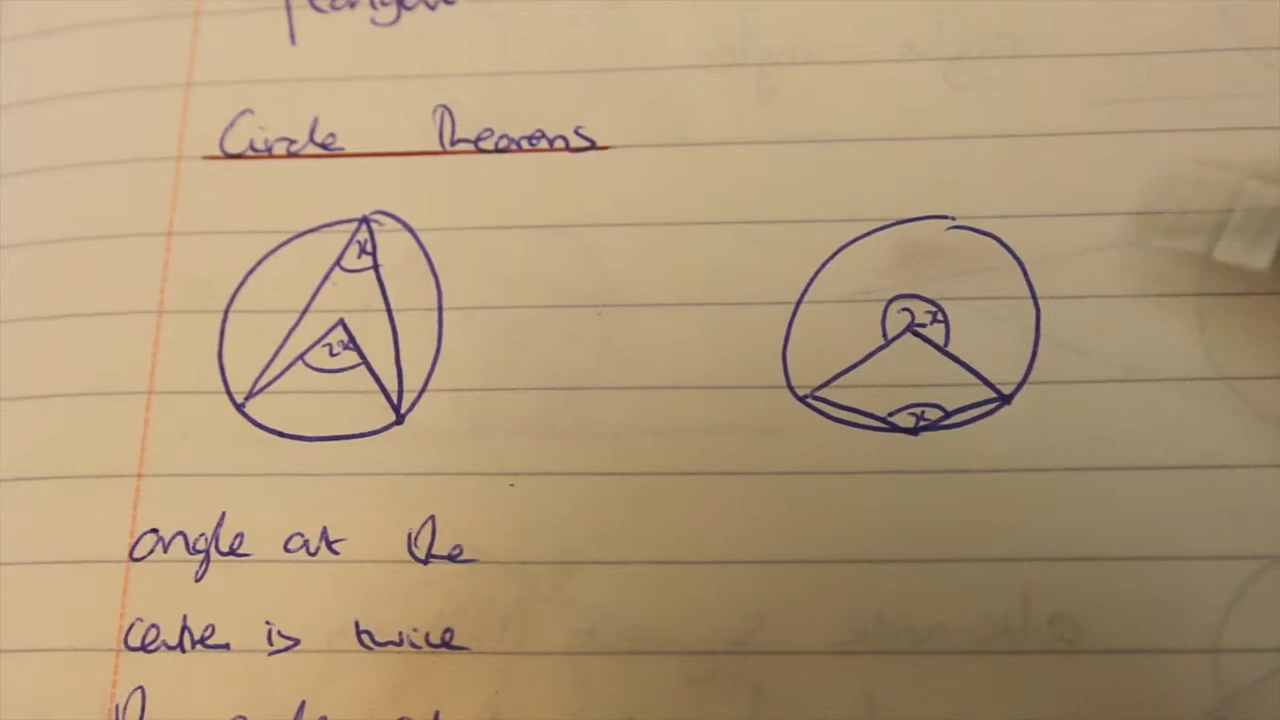 Circle Theorems
x
2x
2x
x
angle at the
centre is twice